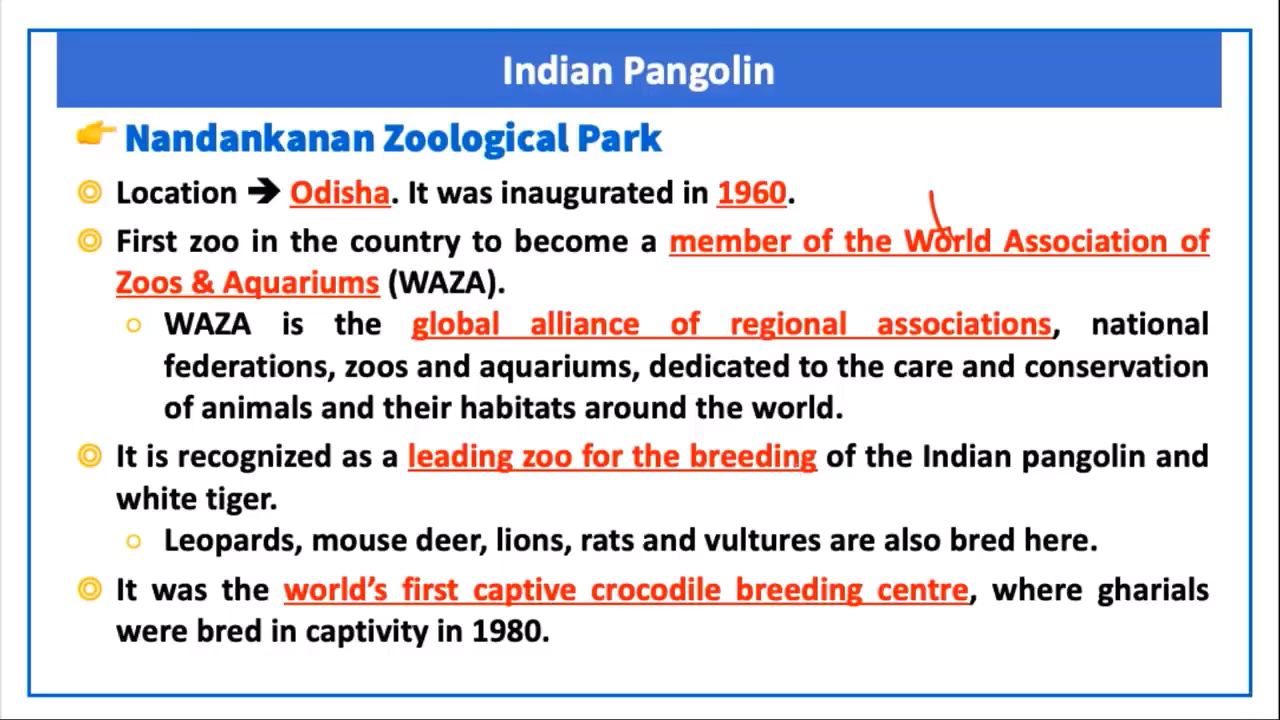 Indian Pangolin
Nandankanan Zoological Park
Location ➔ Odisha. It was inaugurated in 1960.
First zoo in the country to become a member of the World Association of
Zoos & Aquariums (WAZA).
WAZA is the global alliance of regional associations, national
federations, zoos and aquariums, dedicated to the care and conservation
of animals and their habitats around the world.
It is recognized as a leading zoo for the breeding of the Indian pangolin and
white tiger.
Leopards, mouse deer, lions, rats and vultures are also bred here.
It was the world’s first captive crocodile breeding centre, where gharials
were bred in captivity in 1980.